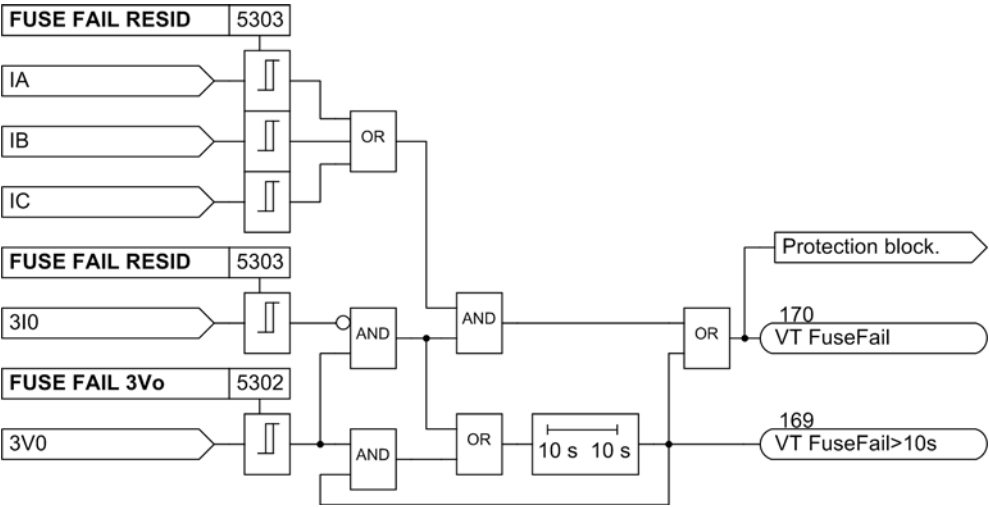 FUSE FAIL RESID 5303
IA
IB
OR
IC
FUSE FAIL RESID 5303
Protection block.
3I0
AND
AND
OR
170
VT FuseFail
FUSE FAIL 3Vo 5302
3V0
AND
OR
10 s 10 s
169
VT FuseFail>10s